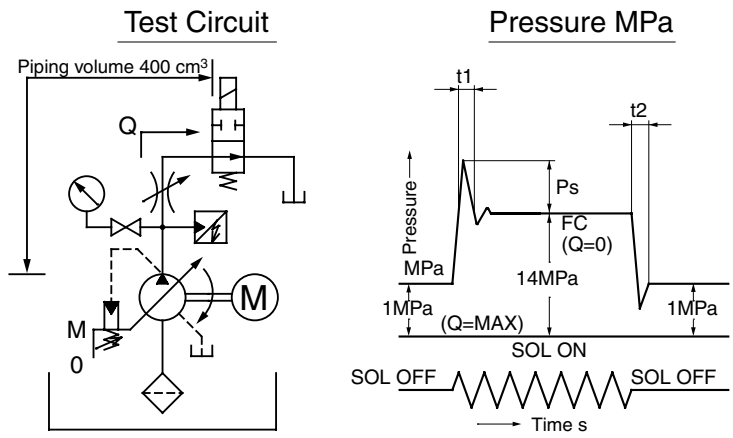 Test Circuit
Piping volume 400 cm³
Q
M
M
0
Pressure MPa
t1
t2
Pressure
Ps
FC
(Q=0)
MPa
14MPa
1MPa
1MPa
(Q=MAX)
SOL ON
SOL OFF
SOL OFF
Time s